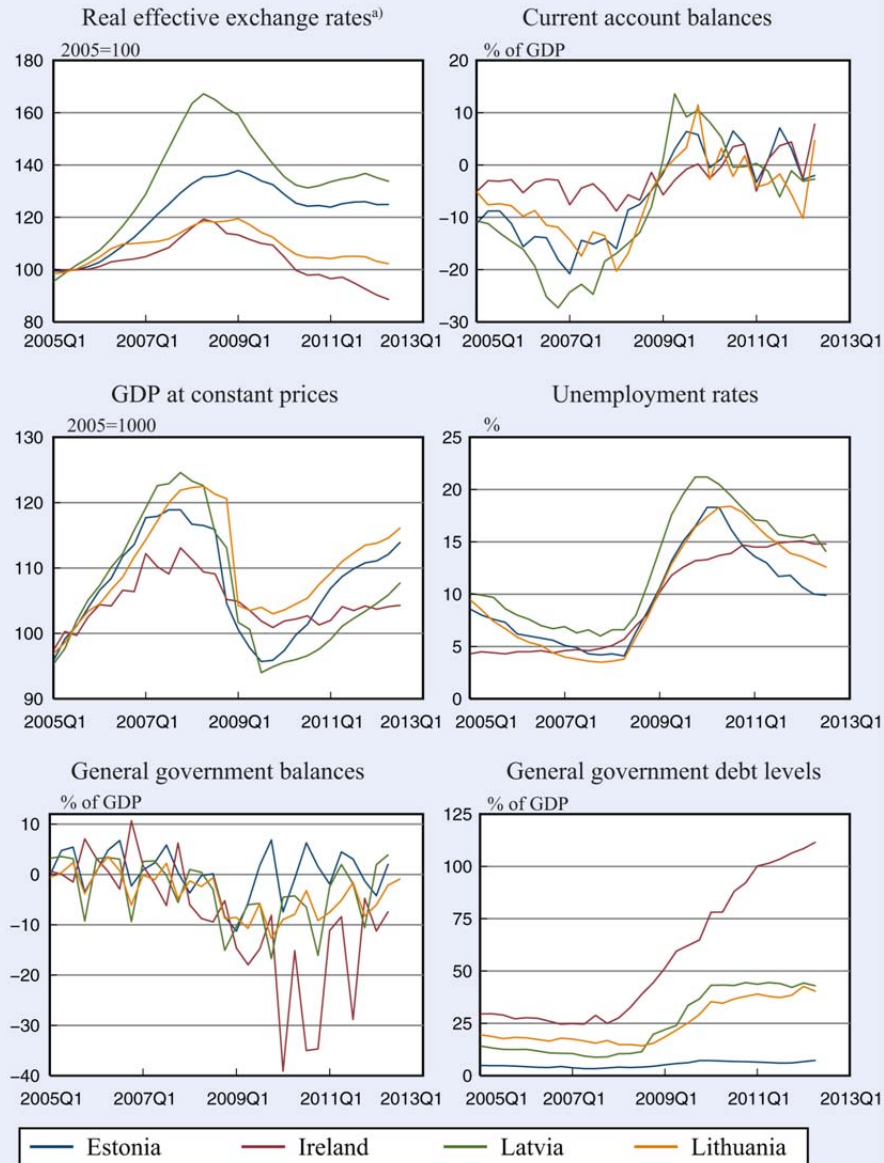 Real effective exchange rates a)
2005=100
180
160
140
120
100
80
2005Q1 2007Q1 2009Q1 2011Q1 2013Q1
Current account balances
% of GDP
20
10
0
−10
−20
−30
2005Q1 2007Q1 2009Q1 2011Q1 2013Q1
GDP at constant prices
2005=1000
130
120
110
100
90
2005Q1 2007Q1 2009Q1 2011Q1 2013Q1
Unemployment rates
%
25
20
15
10
5
0
2005Q1 2007Q1 2009Q1 2011Q1 2013Q1
General government balances
% of GDP
10
0
−10
−20
−30
−40
2005Q1 2007Q1 2009Q1 2011Q1 2013Q1
General government debt levels
% of GDP
125
100
75
50
25
0
2005Q1 2007Q1 2009Q1 2011Q1 2013Q1
Estonia Ireland Latvia Lithuania